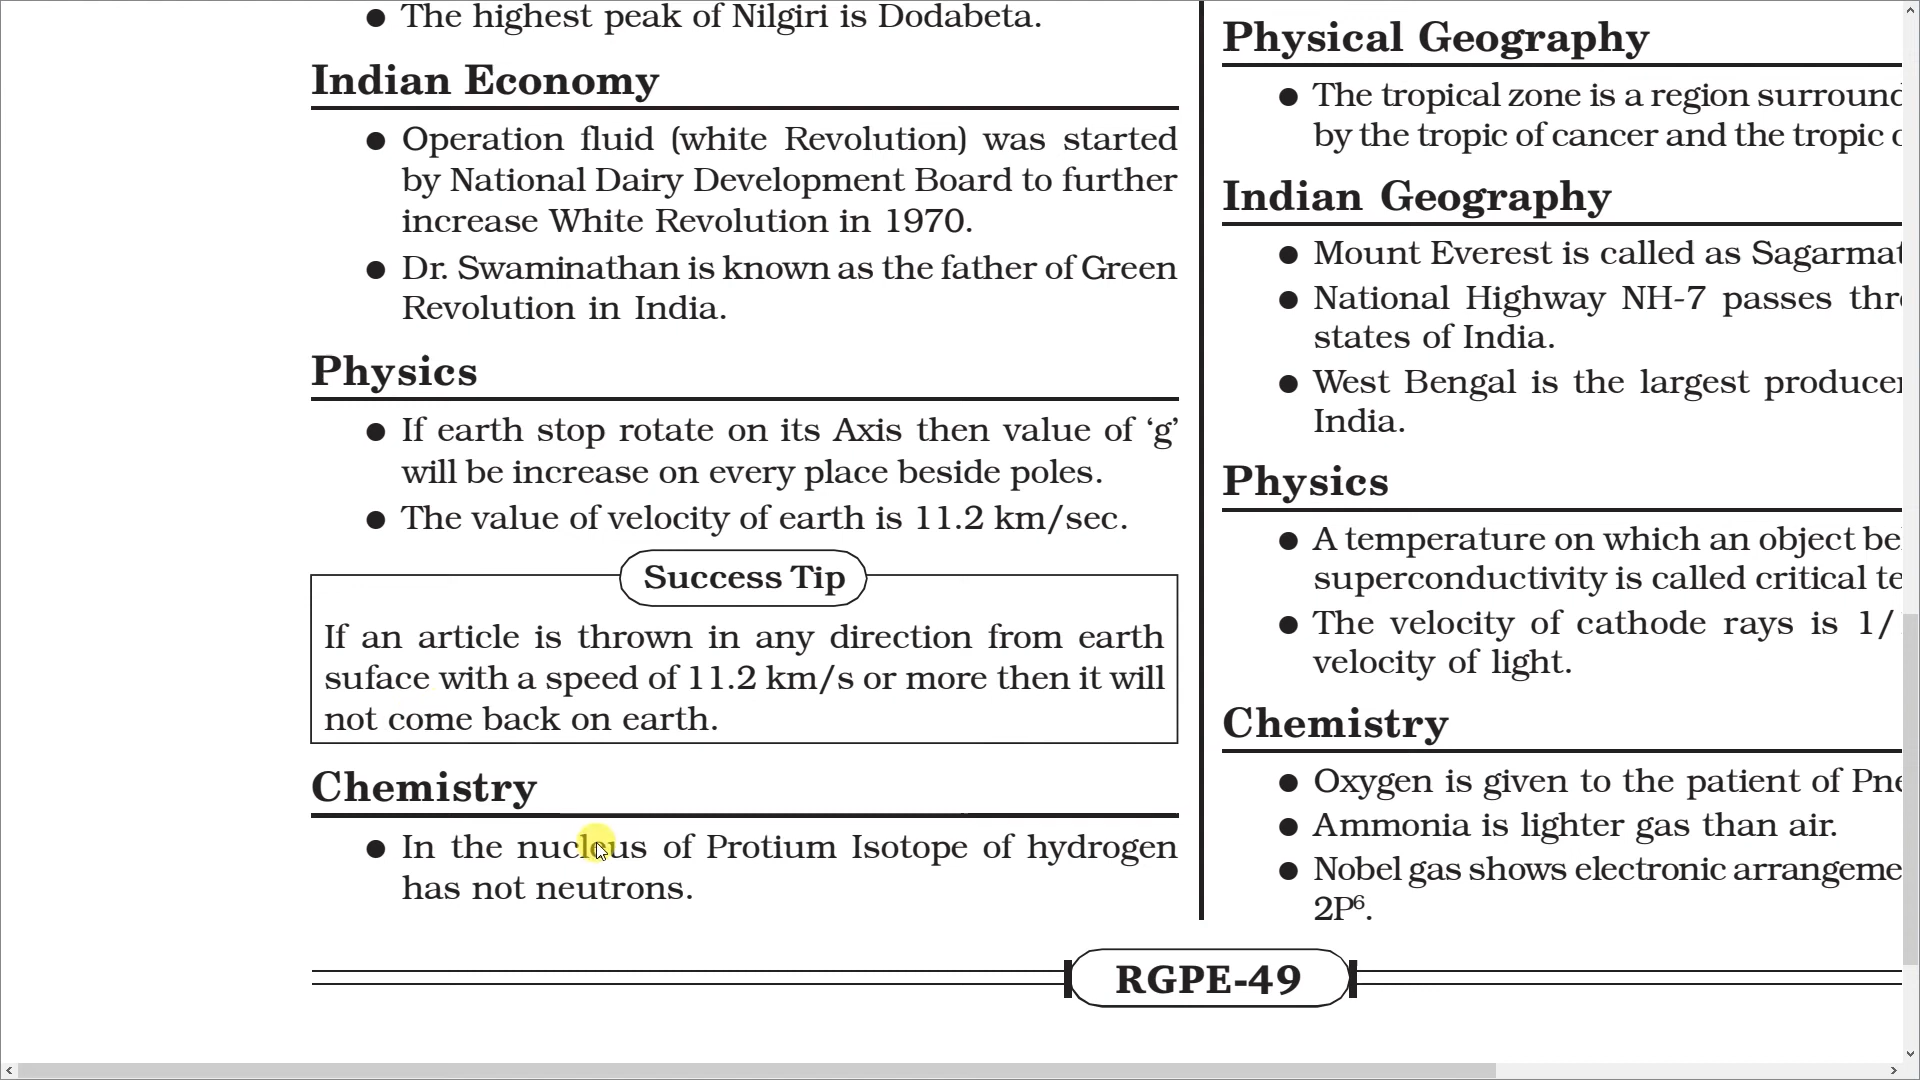 ● The highest peak of Nilgiri is Dodabeta.
Indian Economy
● Operation fluid (white Revolution) was started
by National Dairy Development Board to further
increase White Revolution in 1970.
● Dr. Swaminathan is known as the father of Green
Revolution in India.
Physics
● If earth stop rotate on its Axis then value of ‘g’
will be increase on every place beside poles.
● The value of velocity of earth is 11.2 km/sec.
Success Tip
If an article is thrown in any direction from earth
suface with a speed of 11.2 km/s or more then it will
not come back on earth.
Chemistry
● In the nucleus of Protium Isotope of hydrogen
has not neutrons.
Physical Geography
● The tropical zone is a region surround
by the tropic of cancer and the tropic
Indian Geography
● Mount Everest is called as Sagarmat
● National Highway NH-7 passes thr
states of India.
● West Bengal is the largest producer
India.
Physics
● A temperature on which an object be
superconductivity is called critical te
● The velocity of cathode rays is 1/
velocity of light.
Chemistry
● Oxygen is given to the patient of Pne
● Ammonia is lighter gas than air.
● Nobel gas shows electronic arrangeme
2P⁶.
RGPE-49